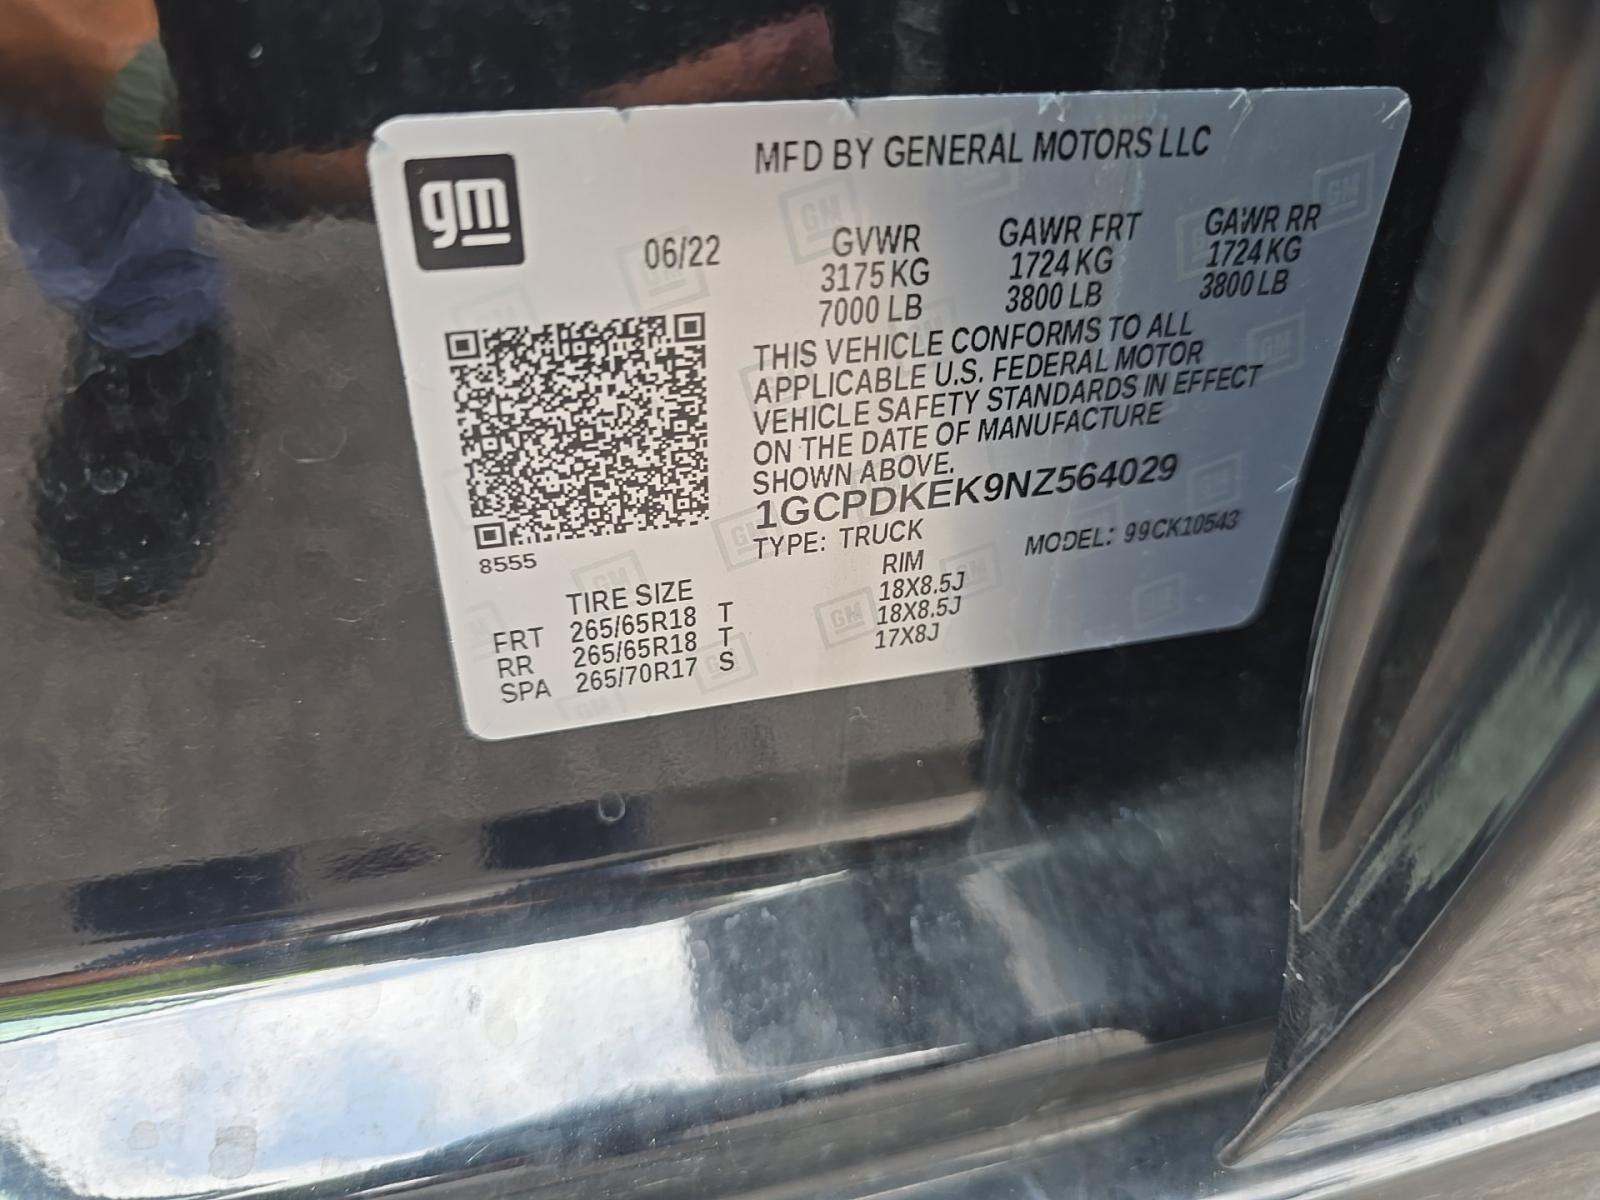 gm
MFD BY GENERAL MOTORS LLC
06/22
GVWR GAWR FRT GAWR RR
3175 KG 1724 KG 1724 KG
7000 LB 3800 LB 3800 LB
THIS VEHICLE CONFORMS TO ALL
APPLICABLE U.S. FEDERAL MOTOR
VEHICLE SAFETY STANDARDS IN EFFECT
ON THE DATE OF MANUFACTURE
SHOWN ABOVE.
1GCPDKEK9NZ564029
TYPE: TRUCK MODEL: 99CK10543
8555
TIRE SIZE RIM
FRT 265/65R18 T 18X8.5J
RR 265/65R18 T 18X8.5J
SPA 265/70R17 S 17X8J